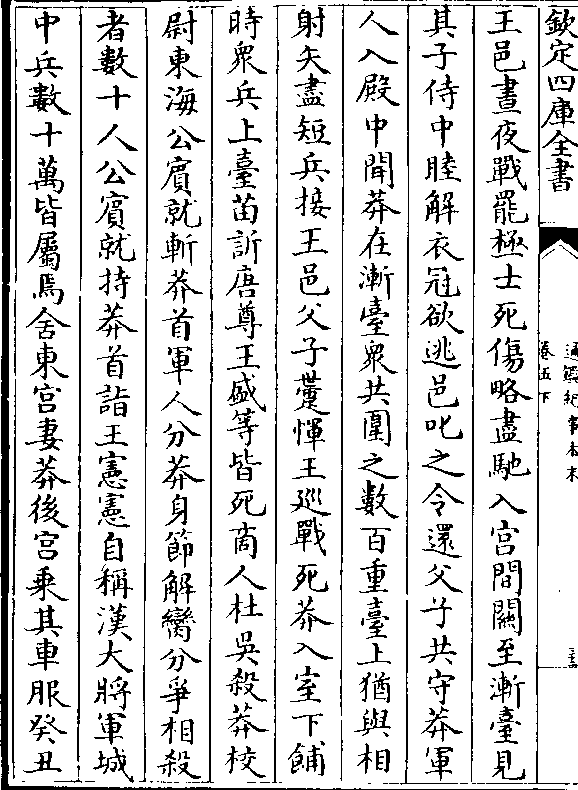 欽定四庫全書
通鑑紀事本末
卷五下
王邑晝夜戰罷極士死傷略盡馳入宫間關至漸臺見
其子侍中睦解衣冠欲逃邑叱之令還父子共守莽軍
人入殿中聞莽在漸臺衆共圍之數百重臺上猶與相
射矢盡短兵接王邑父子𧂐惲王巡戰死莽入室下餔
時衆兵上臺苗訢唐尊王盛等皆死商人杜吳殺莽校
尉東海公賔就斬莽首軍人分莽身節解臠分爭相殺
者數十人公賔就持莽首詣王憲憲自稱漢大將軍城
中兵數十萬皆屬焉舍東宫妻莽後宫乘其車服癸丑